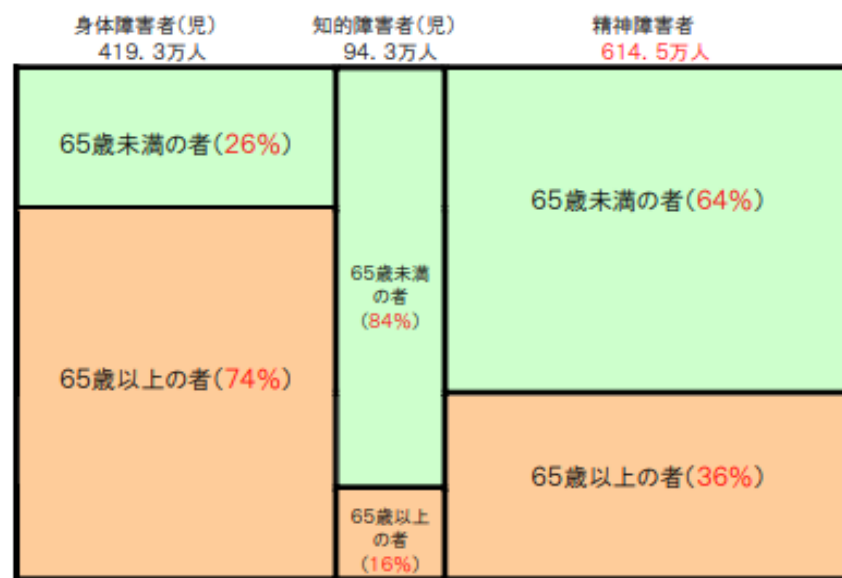 身体障害者(児)
419.3万人
知的障害者(児)
94.3万人
精神障害者
614.5万人
65歳未満の者(26%)
65歳以上の者(74%)
65歳未満
の者
(84%)
65歳以上
の者
(16%)
65歳未満の者(64%)
65歳以上の者(36%)